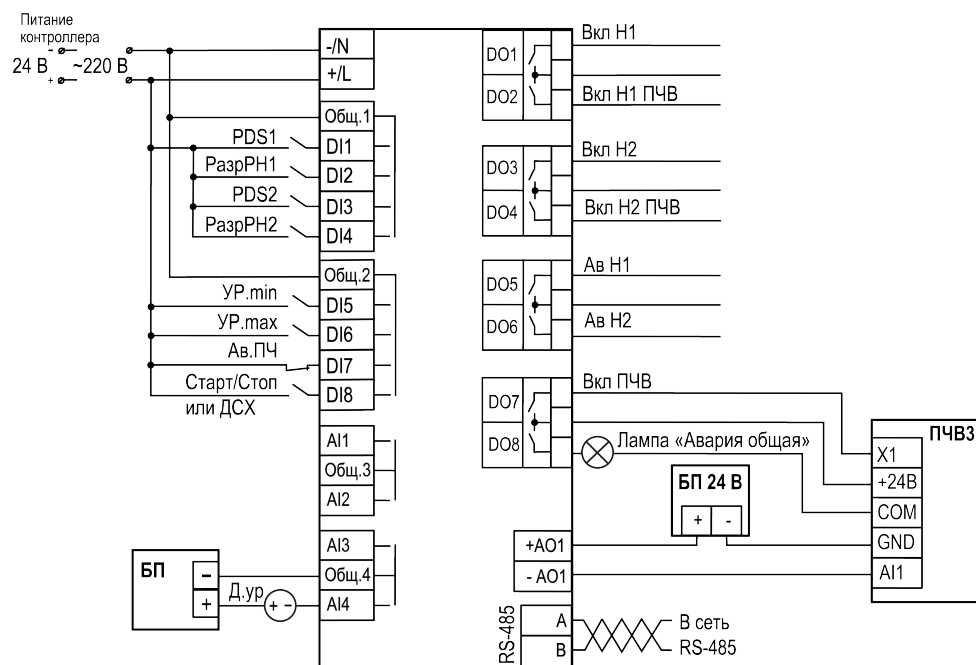 Питание
контроллера
-
24 В ~220 В
+
-/N
+/L
Общ.1
PDS1 DI1
РазрРН1 DI2
PDS2 DI3
РазрРН2 DI4
Общ.2
УР.min DI5
УР.max DI6
Ав.ПЧ DI7
Старт/Стоп DI8
или ДСХ
AI1
Общ.3
AI2
AI3
Общ.4
AI4
БП
−
+
Д.ур
+ −
DO1 Вкл Н1
DO2 Вкл Н1 ПЧВ
DO3 Вкл Н2
DO4 Вкл Н2 ПЧВ
DO5 Ав Н1
DO6 Ав Н2
DO7 Вкл ПЧВ
DO8 Лампа «Авария общая»
БП 24 В
+ -
+AO1
- AO1
RS-485
A
B
В сеть
RS-485
ПЧВ3
X1
+24В
COM
GND
AI1